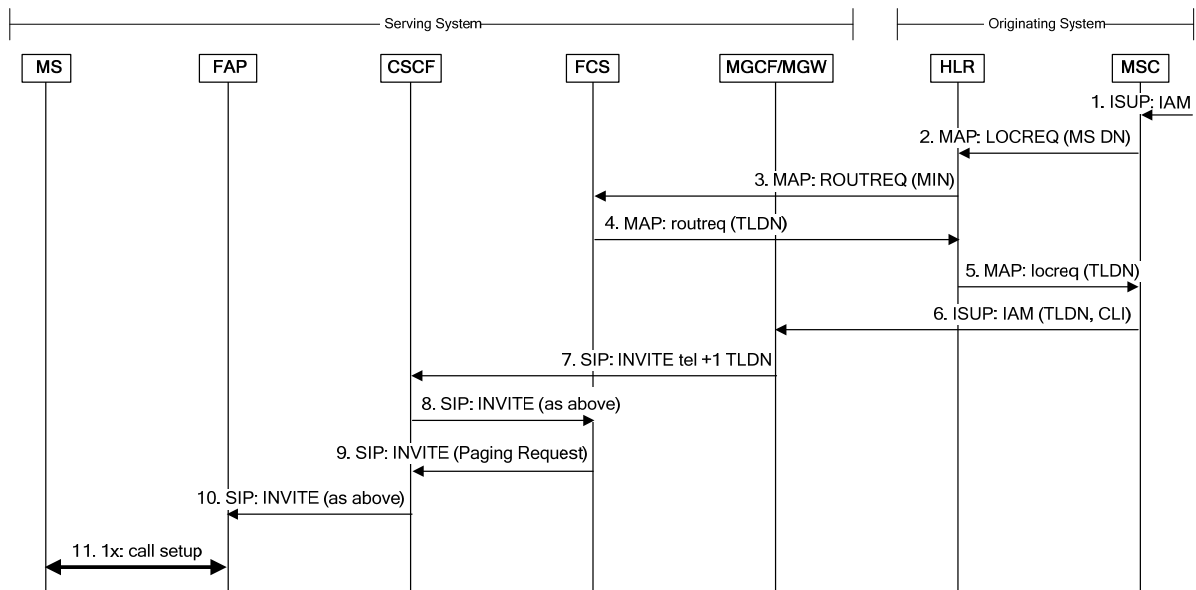 Serving System
Originating System
MS
FAP
CSCF
FCS
MGCF/MGW
HLR
MSC
1. ISUP: IAM
2. MAP: LOCREQ (MS DN)
3. MAP: ROUTREQ (MIN)
4. MAP: routreq (TLDN)
5. MAP: locreq (TLDN)
6. ISUP: IAM (TLDN, CLI)
7. SIP: INVITE tel +1 TLDN
8. SIP: INVITE (as above)
9. SIP: INVITE (Paging Request)
10. SIP: INVITE (as above)
11. 1x: call setup